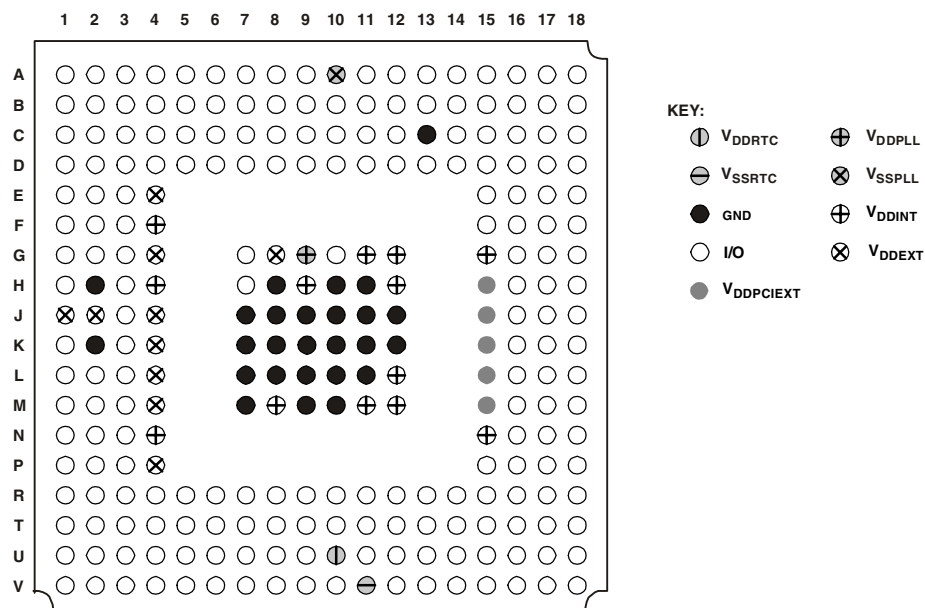 1 2 3 4 5 6 7 8 9 10 11 12 13 14 15 16 17 18
A
B
C
D
E
F
G
H
J
K
L
M
N
P
R
T
U
V
KEY:
VDDRTC VDDPLL
VSSRTC VSSPLL
GND VDDINT
I/O VDDEXT
VDDPCIEXT